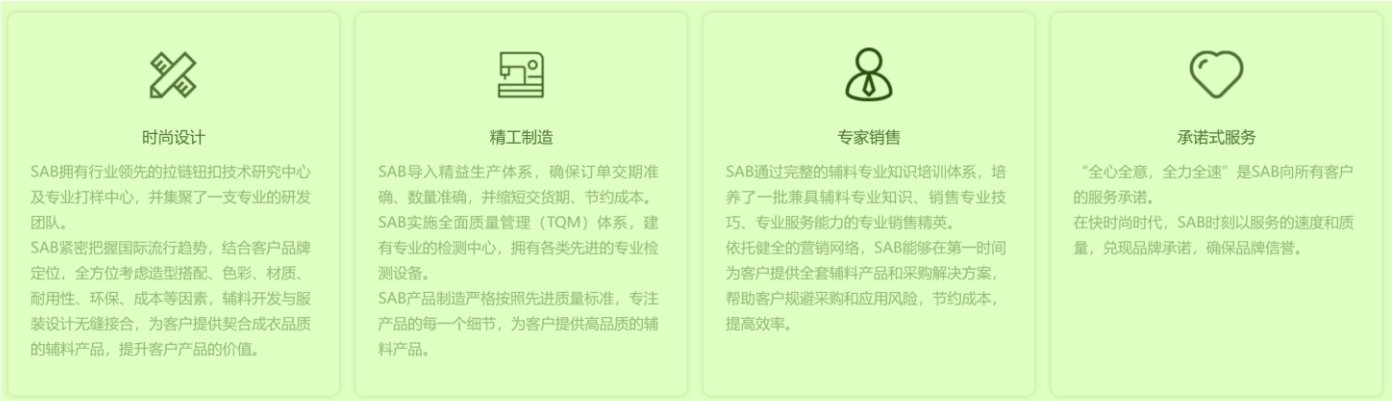 时尚设计
SAB拥有行业领先的拉链钮扣技术研究中心
及专业打样中心，并集聚了一支专业的研发
团队。
SAB紧密把握国际流行趋势，结合客户品牌
定位，全方位考虑造型搭配、色彩、材质、
耐用性、环保、成本等因素，辅料开发与服
装设计无缝接合，为客户提供契合成衣品质
的辅料产品，提升客户产品的价值。
精工制造
SAB导入精益生产体系，确保订单交期准
确、数量准确，并缩短交货期、节约成本。
SAB实施全面质量管理（TQM）体系，建
有专业的检测中心，拥有各类先进的专业检
测设备。
SAB产品制造严格按照先进质量标准，专注
产品的每一个细节，为客户提供高品质的辅
料产品。
专家销售
SAB通过完整的辅料专业知识培训体系，培
养了一批兼具辅料专业知识、销售专业技
巧、专业服务能力的专业销售精英。
依托健全的营销网络，SAB能够在第一时间
为客户提供全套辅料产品和采购解决方案，
帮助客户规避采购和应用风险，节约成本，
提高效率。
承诺式服务
“全心全意，全力全速”是SAB向所有客户
的服务承诺。
在快时尚时代，SAB时刻以服务的速度和质
量，兑现品牌承诺，确保品牌信誉。